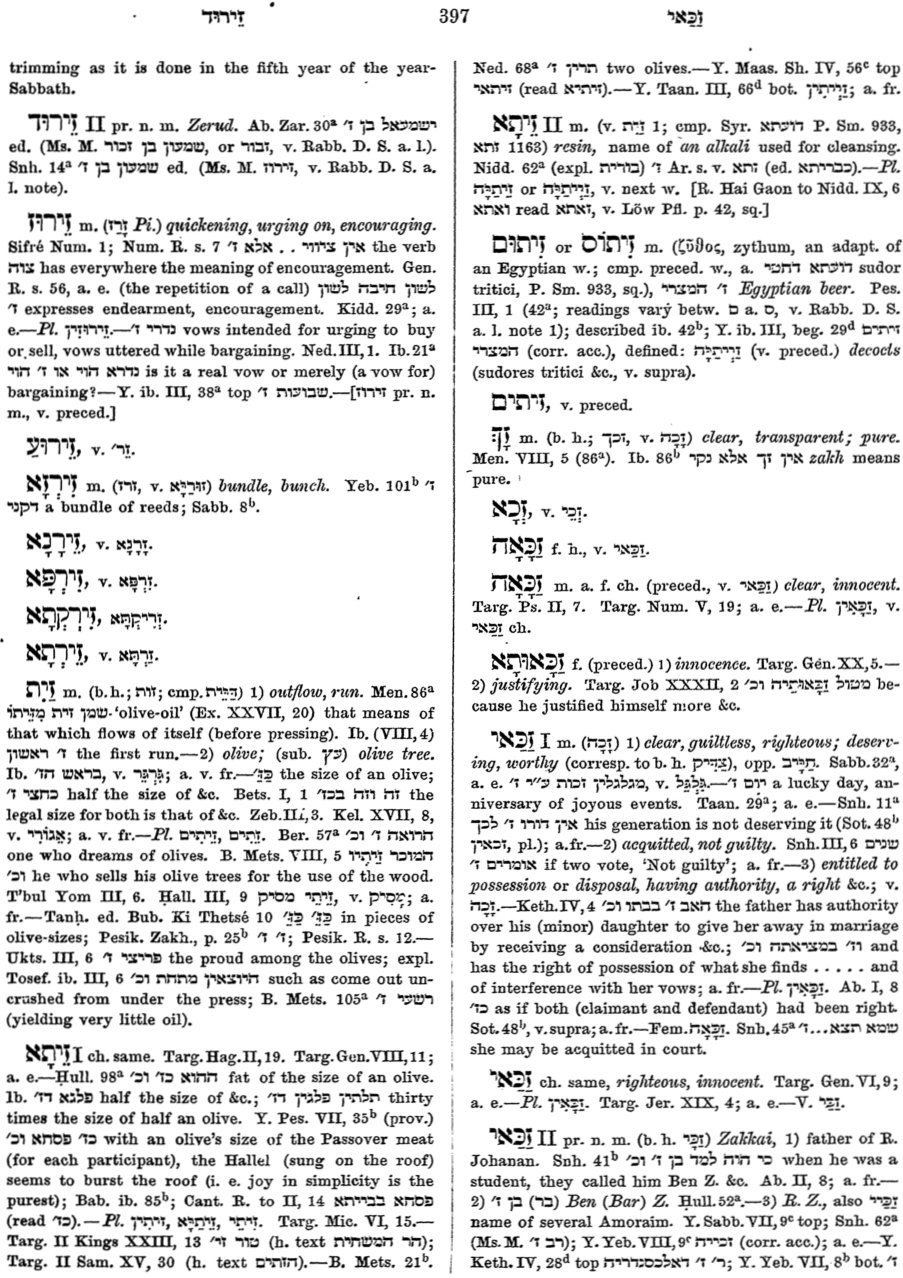 זֵירוּד 397 זַכַּאי
trimming as it is done in the fifth year of the year-
Sabbath.
זֵירוּד II pr. n. m. Zerud. Ab. Zar. 30ᵃ ישמעאל בן ז׳
ed. (Ms. M. שמעון בן זכור, or זבור, v. Rabb. D. S. a. l.).
Snh. 14ᵃ שמעון בן ז׳ ed. (Ms. M. זירוז, v. Rabb. D. S. a.
l. note).
זֵירוּז m. (זָרַז Pi.) quickening, urging on, encouraging.
Sifré Num. 1; Num. R. s. 7 אין ציווי . . אלא ז׳ the verb
צוה has everywhere the meaning of encouragement. Gen.
R. s. 56, a. e. (the repetition of a call) לשון חיבה לשון
ז׳ expresses endearment, encouragement. Kidd. 29ᵃ; a.
e.—Pl. זֵירוּזִין.—נדרי ז׳ vows intended for urging to buy
or sell, vows uttered while bargaining. Ned. III, 1. Ib. 21ᵃ
נדרא הוי או ז׳ הוי is it a real vow or merely (a vow for)
bargaining?—Y. ib. III, 38ᵃ top שבועות ז׳.—[זירוז pr. n.
m., v. preced.]
זֵירוּעַ, v. זר׳.
זִירְזָא m. (זרז, v. זוּרְיָא) bundle, bunch. Yeb. 101ᵇ ז׳
דקני a bundle of reeds; Sabb. 8ᵇ.
זֵירָנָא, v. זָרָנָא.
זִירְפָּא, v. זִרְפָּא.
זִירְקְתָא, זְרִיקְתָּא.
זֵירְתָא, v. זֵרְתָּא.
זַיִת m. (b. h.; זות; cmp. דַּיִּית) 1) outflow, run. Men. 86ᵃ
שמן זית מִזֵּיתוֹ ‘olive-oil’ (Ex. XXVII, 20) that means of
that which flows of itself (before pressing). Ib. (VIII, 4)
ז׳ ראשון the first run.—2) olive; (sub. עץ) olive tree.
Ib. בראש הז׳, v. גַּרְגֵּר; a. v. fr.—כַּזַּ׳ the size of an olive;
כחצי ז׳ half the size of &c. Bets. I, 1 זה וזה בכז׳ the
legal size for both is that of &c. Zeb. III, 3. Kel. XVII, 8,
v. אֱגוֹרִי; a. v. fr.—Pl. זֵתִים, זֵיתִים. Ber. 57ᵃ הרואה ז׳ וכ׳
one who dreams of olives. B. Mets. VIII, 5 המוכר זֵיתָיו
וכ׳ he who sells his olive trees for the use of the wood.
T’bul Yom III, 6. Ḥall. III, 9 זֵיתֵי מסיק, v. מָסִיק; a.
fr.—Tanḥ. ed. Bub. Ki Thetsé 10 כַּזַּ׳ כַּזַּ׳ in pieces of
olive-sizes; Pesik. Zakh., p. 25ᵇ ז׳ ז׳; Pesik. R. s. 12.—
Ukts. III, 6 פריצי ז׳ the proud among the olives; expl.
Tosef. ib. III, 6 היוצאין מתחת וכ׳ such as come out un-
crushed from under the press; B. Mets. 105ᵃ רשעי ז׳
(yielding very little oil).
זֵיתָא I ch. same. Targ. Hag. II, 19. Targ. Gen. VIII, 11;
a. e.—Ḥull. 98ᵃ ההוא כז׳ וכ׳ fat of the size of an olive.
Ib. פלגא דז׳ half the size of &c.; תלתין פלגין דז׳ thirty
times the size of half an olive. Y. Pes. VII, 35ᵇ (prov.)
כז׳ פסחא וכ׳ with an olive’s size of the Passover meat
(for each participant), the Hallel (sung on the roof)
seems to burst the roof (i. e. joy in simplicity is the
purest); Bab. ib. 85ᵇ; Cant. R. to II, 14 פסחא בבייתא
(read כז׳).—Pl. זֵיתֵי, זֵיתַיָּא, זֵיתִין. Targ. Mic. VI, 15.—
Targ. II Kings XXIII, 13 טור זי׳ (h. text הר המשחית);
Targ. II Sam. XV, 30 (h. text הזתים).—B. Mets. 21ᵇ.
Ned. 68ᵃ תרין ז׳ two olives.—Y. Maas. Sh. IV, 56ᶜ top
זיתאי (read זיתיא).—Y. Taan. III, 66ᵈ bot. זֵיְיתִין; a. fr.
זֵיתָא II m. (v. זַיִת 1; cmp. Syr. דועתא P. Sm. 933,
זתא 1163) resin, name of an alkali used for cleansing.
Nidd. 62ᵃ (expl. בורית) ז׳ Ar. s. v. זתא (ed. כבריתא).—Pl.
זֵיתַיָּה or זֵיְיתַיָּה, v. next w. [R. Hai Gaon to Nidd. IX, 6
ואתא read זאתא, v. Löw Pfl. p. 42, sq.]
זֵיתוּם or זֵיתוֹס m. (ζῦθος, zythum, an adapt. of
an Egyptian w.; cmp. preced. w., a. דועתא דחטי sudor
tritici, P. Sm. 933, sq.), ז׳ המצרי Egyptian beer. Pes.
III, 1 (42ᵃ; readings vary betw. ם a. ס, v. Rabb. D. S.
a. l. note 1); described ib. 42ᵇ; Y. ib. III, beg. 29ᵈ זיתים
המצרי (corr. acc.), defined: זֵיְיתַיָּה (v. preced.) decocts
(sudores tritici &c., v. supra).
זֵיתִים, v. preced.
זַךְ m. (b. h.; זכך, v. זָכָה) clear, transparent; pure.
Men. VIII, 5 (86ᵃ). Ib. 86ᵇ אין זך אלא נקי zakh means
pure.
זְכָא, v. זְכֵי.
זַכָּאָה f. h., v. זַכַּאי.
זַכָּאָה m. a. f. ch. (preced., v. זַכַּאי) clear, innocent.
Targ. Ps. II, 7. Targ. Num. V, 19; a. e.—Pl. זַכָּאִין, v.
זַכַּאי ch.
זַכָּאוּתָא f. (preced.) 1) innocence. Targ. Gen. XX, 5.—
2) justifying. Targ. Job XXXII, 2 מטול זַכָּאוּתֵיה וכ׳ be-
cause he justified himself more &c.
זַכַּאי I m. (זָכָה) 1) clear, guiltless, righteous; deserv-
ing, worthy (corresp. to b. h. צַדִּיק), opp. חַיָּיב. Sabb. 32ᵃ,
a. e. מגלגלין זכות ע״י ז׳, v. גַּלְגֵּל.—יום ז׳ a lucky day, an-
niversary of joyous events. Taan. 29ᵃ; a. e.—Snh. 11ᵃ
אין דורו ז׳ לכך his generation is not deserving it (Sot. 48ᵇ
זכאין, pl.); a. fr.—2) acquitted, not guilty. Snh. III, 6 שנים
אומרים ז׳ if two vote, ‘Not guilty’; a. fr.—3) entitled to
possession or disposal, having authority, a right &c.; v.
זָכָה.—Keth. IV, 4 האב ז׳ בבתו וכ׳ the father has authority
over his (minor) daughter to give her away in marriage
by receiving a consideration &c.; וז׳ במציאתה וכ׳ and
has the right of possession of what she finds . . . . . and
of interference with her vows; a. fr.—Pl. זַכָּאִין. Ab. I, 8
כז׳ as if both (claimant and defendant) had been right.
Sot. 48ᵇ, v. supra; a. fr.—Fem. זַכָּאָה. Snh. 45ᵃ שמא תצא...ז׳
she may be acquitted in court.
זַכַּאי ch. same, righteous, innocent. Targ. Gen. VI, 9;
a. e.—Pl. זַכָּאִין. Targ. Jer. XIX, 4; a. e.—V. זַכַּי.
זַכַּאי II pr. n. m. (b. h. זַכַּי) Zakkai, 1) father of R.
Johanan. Snh. 41ᵇ כי הוה למד בן ז׳ וכ׳ when he was a
student, they called him Ben Z. &c. Ab. II, 8; a. fr.—
2) בן ז׳ (בר) Ben (Bar) Z. Ḥull. 52ᵃ.—3) R. Z., also זַכַּיי
name of several Amoraim. Y. Sabb. VII, 9ᶜ top; Snh. 62ᵃ
(Ms. M. רב ז׳); Y. Yeb. VIII, 9ᶜ זכייה (corr. acc.); a. e.—Y.
Keth. IV, 28ᵈ top ר׳ ז׳ דאלכסנדריה; Y. Yeb. VII, 8ᵇ bot. ז׳